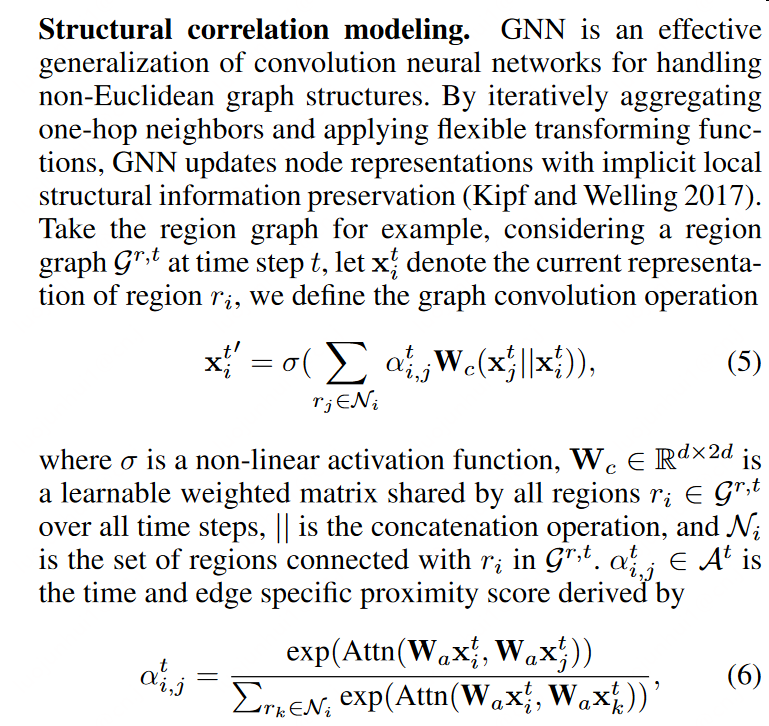 Structural correlation modeling. GNN is an effective
generalization of convolution neural networks for handling
non-Euclidean graph structures. By iteratively aggregating
one-hop neighbors and applying flexible transforming func-
tions, GNN updates node representations with implicit local
structural information preservation (Kipf and Welling 2017).
Take the region graph for example, considering a region
graph $\mathcal{G}^{r,t}$ at time step $t$, let $\mathbf{x}_i^t$ denote the current representa-
tion of region $r_i$, we define the graph convolution operation
$\mathbf{x}_i^{t'} = \sigma(\sum_{r_j \in \mathcal{N}_i} \alpha_{i,j}^t \mathbf{W}_c(\mathbf{x}_j^t || \mathbf{x}_i^t)),$ (5)
where $\sigma$ is a non-linear activation function, $\mathbf{W}_c \in \mathbb{R}^{d \times 2d}$ is
a learnable weighted matrix shared by all regions $r_i \in \mathcal{G}^{r,t}$
over all time steps, $||$ is the concatenation operation, and $\mathcal{N}_i$
is the set of regions connected with $r_i$ in $\mathcal{G}^{r,t}$. $\alpha_{i,j}^t \in \mathcal{A}^t$ is
the time and edge specific proximity score derived by
$\alpha_{i,j}^t = \frac{\exp(\text{Attn}(\mathbf{W}_a \mathbf{x}_i^t, \mathbf{W}_a \mathbf{x}_j^t))}{\sum_{r_k \in \mathcal{N}_i} \exp(\text{Attn}(\mathbf{W}_a \mathbf{x}_i^t, \mathbf{W}_a \mathbf{x}_k^t))},$ (6)